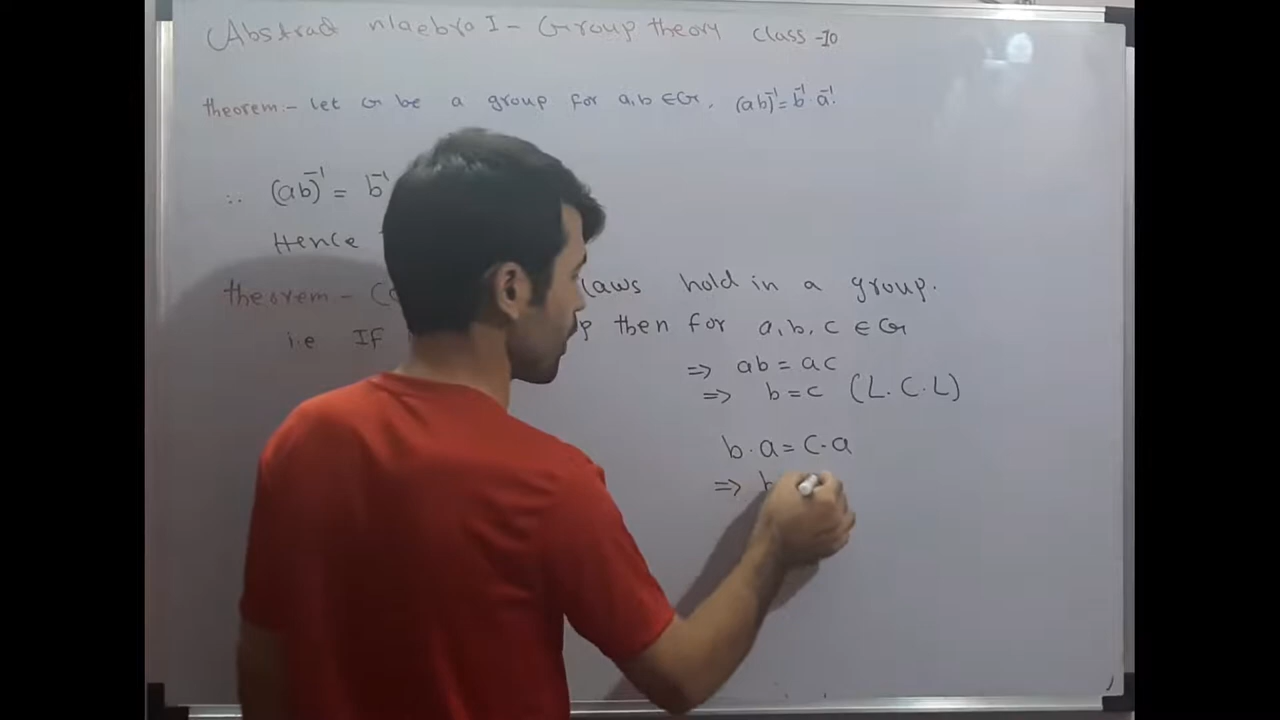 Abstract nlaebra I - Group theory class -10
theorem:- let G be a group for a,b ∈ G, (ab)⁻¹ = b⁻¹ · a⁻¹.
∴ (ab)⁻¹ = b⁻¹
Hence
theorem - laws hold in a group.
i.e IF then for a, b, c ∈ G
=> ab = ac
=> b = c (L.C.L)
b · a = c · a
=> b